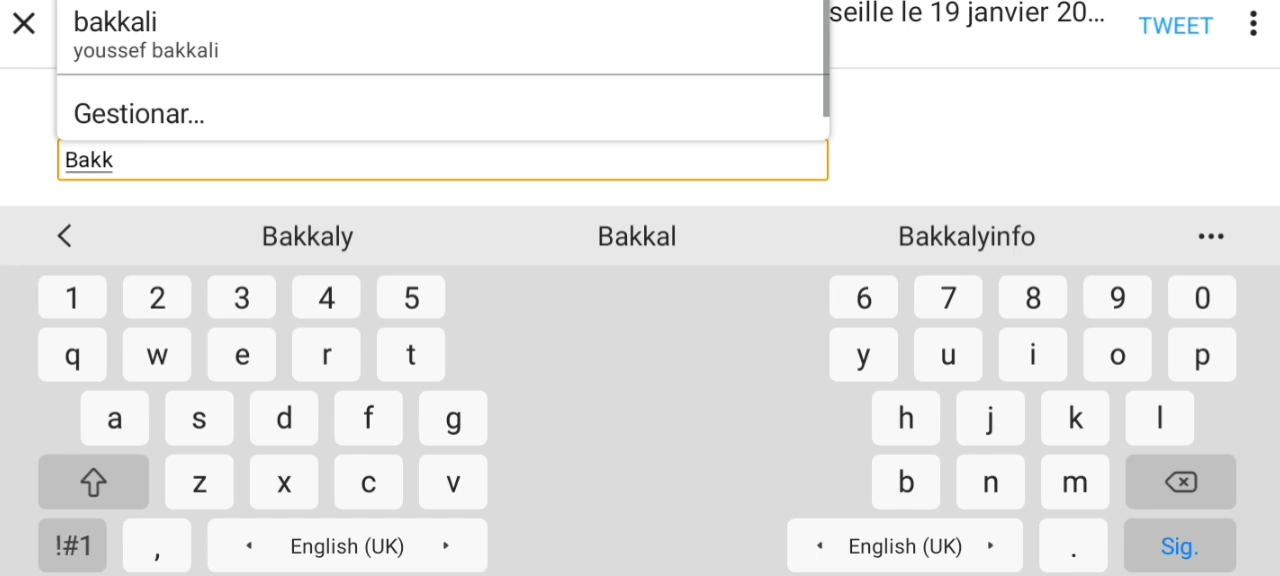 bakkali
youssef bakkali
seille le 19 janvier 20...
TWEET
Gestionar...
Bakk
Bakkaly Bakkal Bakkalyinfo
1 2 3 4 5 6 7 8 9 0
q w e r t y u i o p
a s d f g h j k l
z x c v b n m
!#1 , English (UK) English (UK) . Sig.